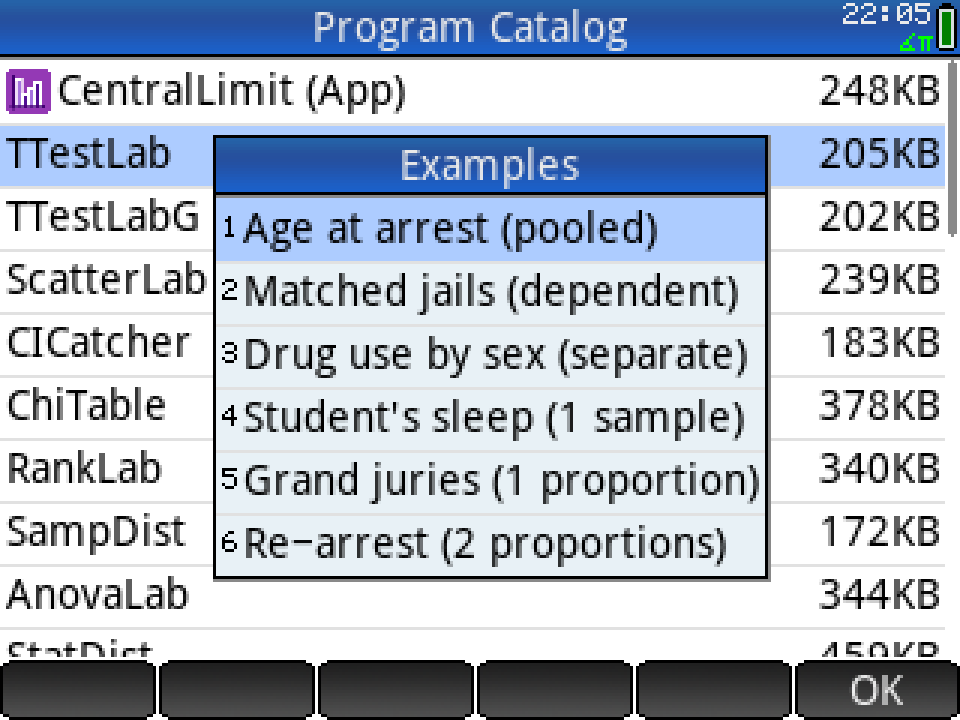 Program Catalog
22:05
∡π
CentralLimit (App) 248KB
TTestLab 205KB
TTestLabG 202KB
ScatterLab 239KB
CICatcher 183KB
ChiTable 378KB
RankLab 340KB
SampDist 172KB
AnovaLab 344KB
StatDist 459KB
Examples
1 Age at arrest (pooled)
2 Matched jails (dependent)
3 Drug use by sex (separate)
4 Student's sleep (1 sample)
5 Grand juries (1 proportion)
6 Re−arrest (2 proportions)
OK